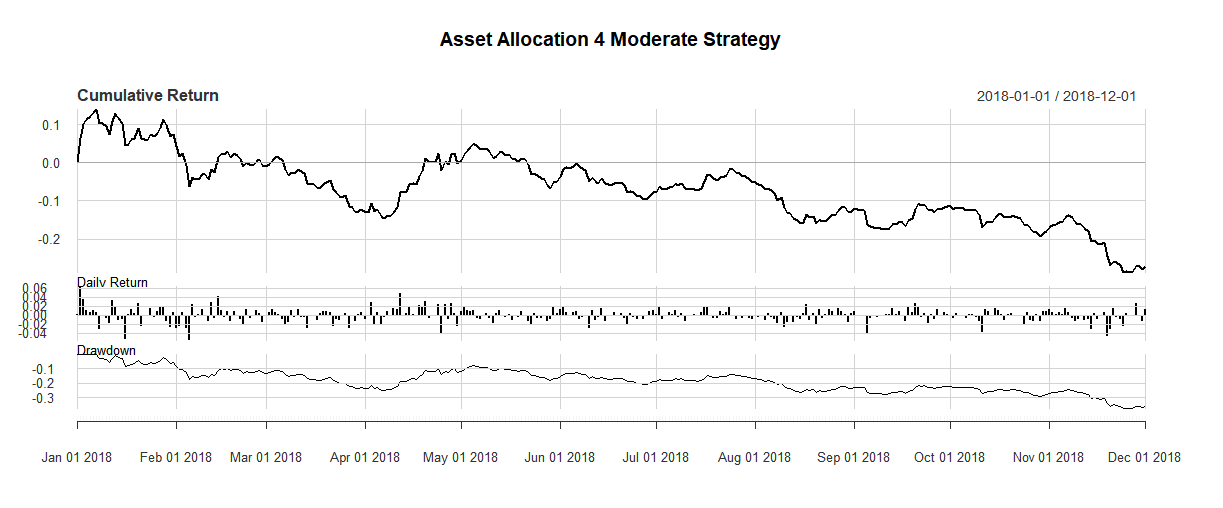 Asset Allocation 4 Moderate Strategy
Cumulative Return 2018-01-01 / 2018-12-01
0.1
0.0
-0.1
-0.2
Daily Return
0.06
0.04
0.02
0.00
-0.02
-0.04
Drawdown
-0.1
-0.2
-0.3
Jan 01 2018 Feb 01 2018 Mar 01 2018 Apr 01 2018 May 01 2018 Jun 01 2018 Jul 01 2018 Aug 01 2018 Sep 01 2018 Oct 01 2018 Nov 01 2018 Dec 01 2018